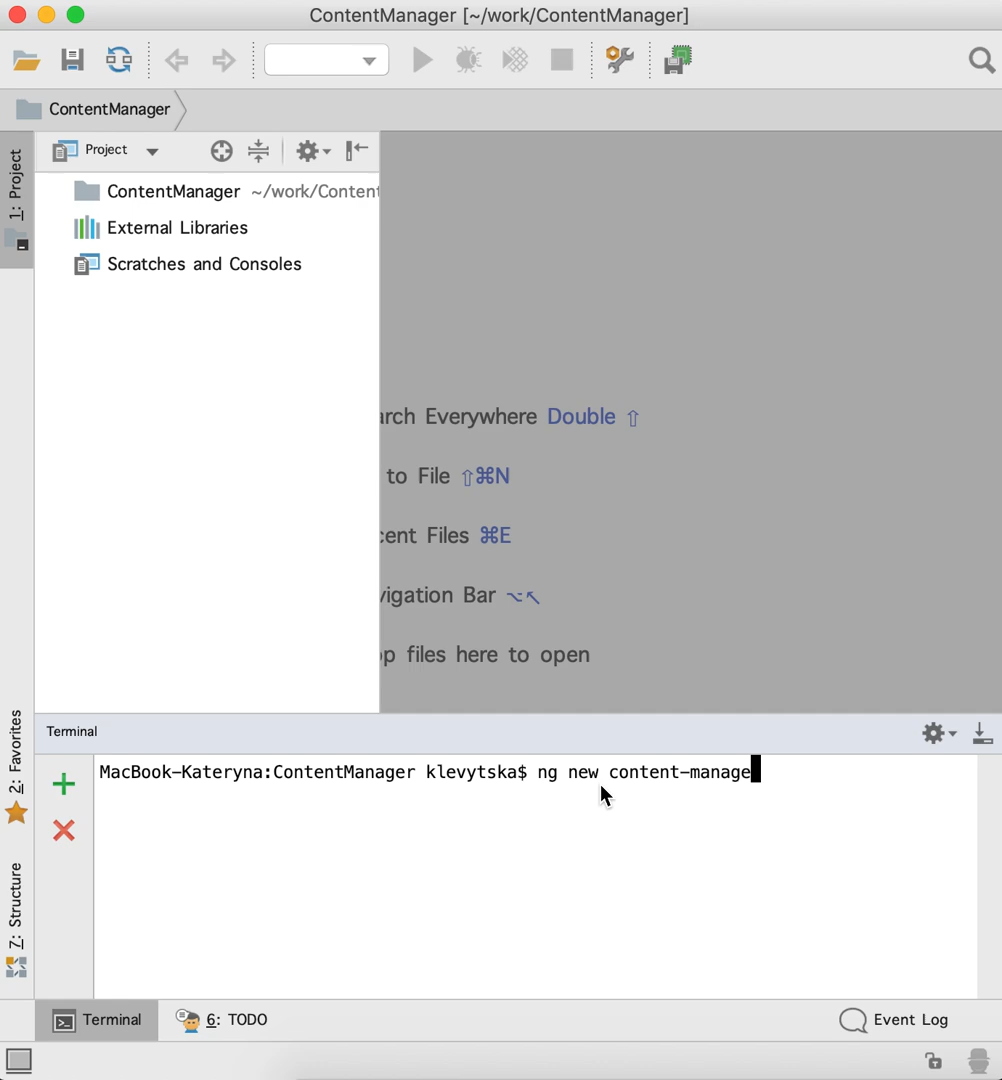 ContentManager [~/work/ContentManager]
ContentManager
1: Project
Project
ContentManager ~/work/Content
External Libraries
Scratches and Consoles
arch Everywhere Double ⇧
to File ⇧⌘N
cent Files ⌘E
vigation Bar ⌥↖
op files here to open
2: Favorites
7: Structure
Terminal
MacBook-Kateryna:ContentManager klevytska$ ng new content-manage
Terminal
6: TODO
Event Log